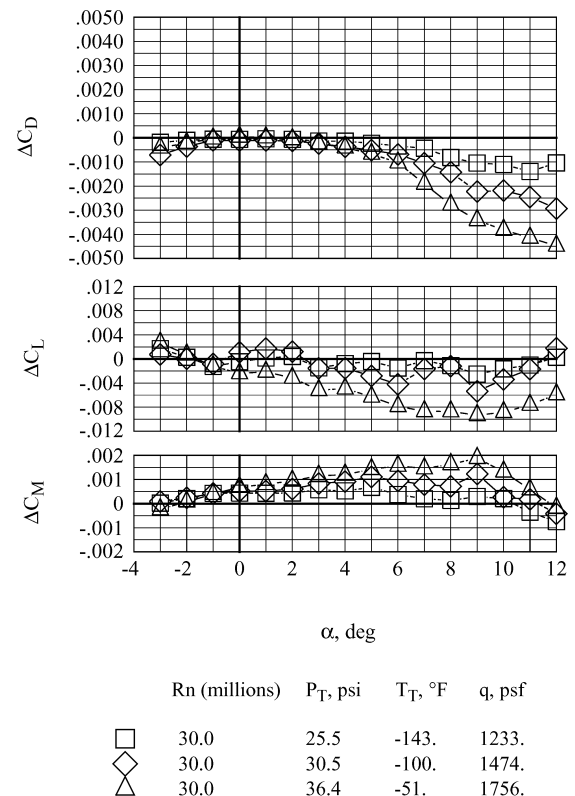 .0050
.0040
.0030
.0020
.0010
0
-.0010
-.0020
-.0030
-.0040
-.0050
ΔC_D
.012
.008
.004
0
-.004
-.008
-.012
ΔC_L
.002
.001
0
-.001
-.002
ΔC_M
-4 -2 0 2 4 6 8 10 12
α, deg
Rn (millions) P_T, psi T_T, °F q, psf
30.0 25.5 -143. 1233.
30.0 30.5 -100. 1474.
30.0 36.4 -51. 1756.